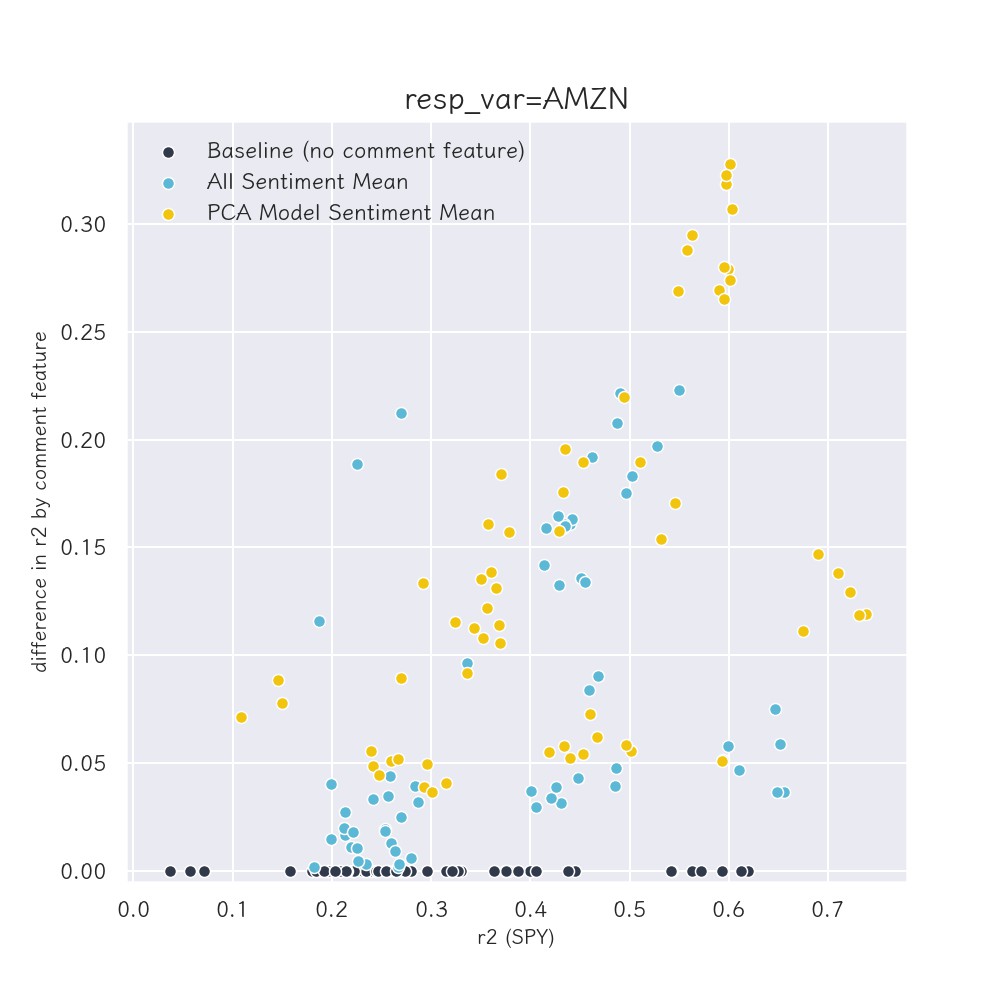 resp_var=AMZN
Baseline (no comment feature)
All Sentiment Mean
PCA Model Sentiment Mean
difference in r2 by comment feature
0.30
0.25
0.20
0.15
0.10
0.05
0.00
0.0 0.1 0.2 0.3 0.4 0.5 0.6 0.7
r2 (SPY)